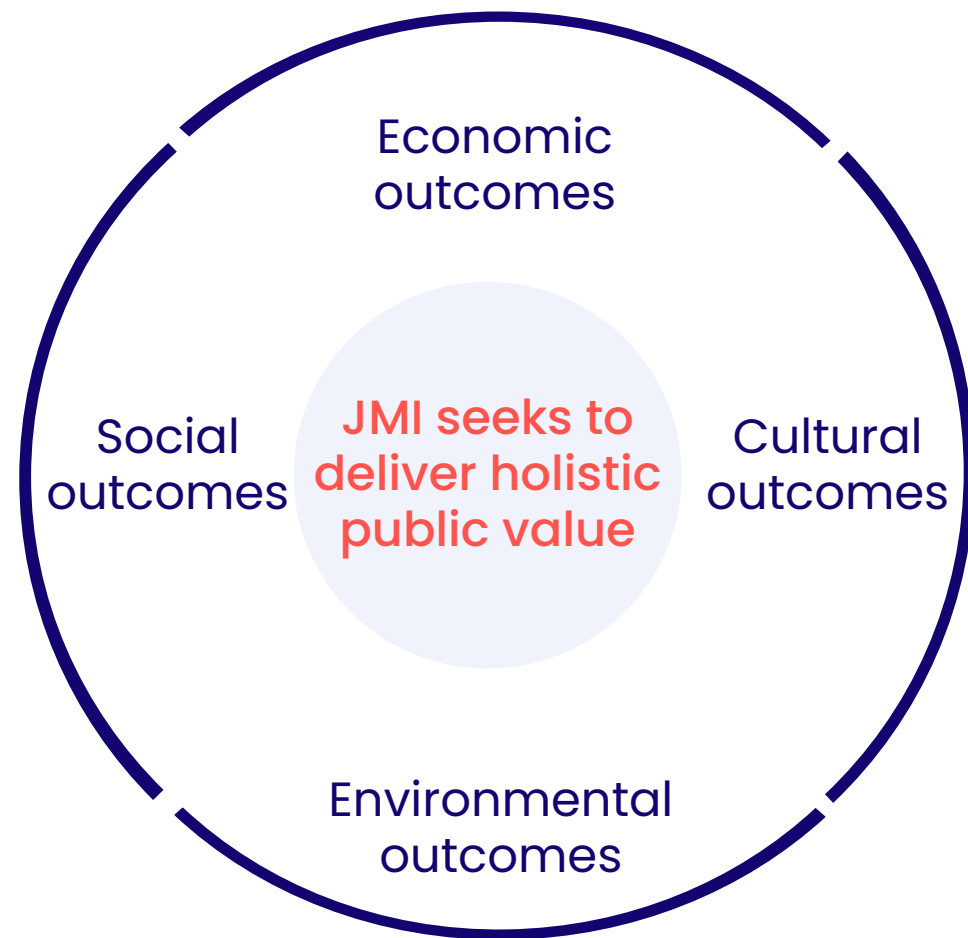 Economic
outcomes
Social
outcomes
JMI seeks to
deliver holistic
public value
Cultural
outcomes
Environmental
outcomes